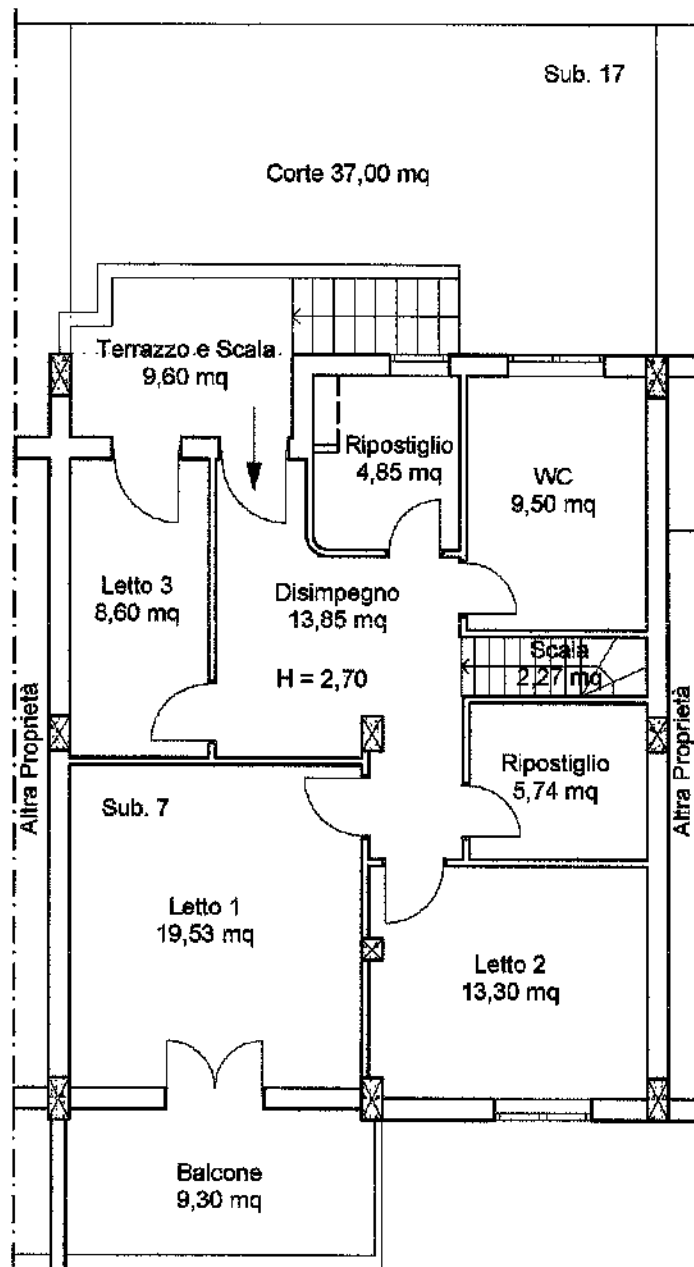 Sub. 17
Corte 37,00 mq
Terrazzo e Scala
9,60 mq
Ripostiglio
4,85 mq
WC
9,50 mq
Letto 3
8,60 mq
Disimpegno
13,85 mq
Scala
2,27 mq
H = 2,70
Altra Proprietà
Altra Proprietà
Ripostiglio
5,74 mq
Sub. 7
Letto 1
19,53 mq
Letto 2
13,30 mq
Balcone
9,30 mq